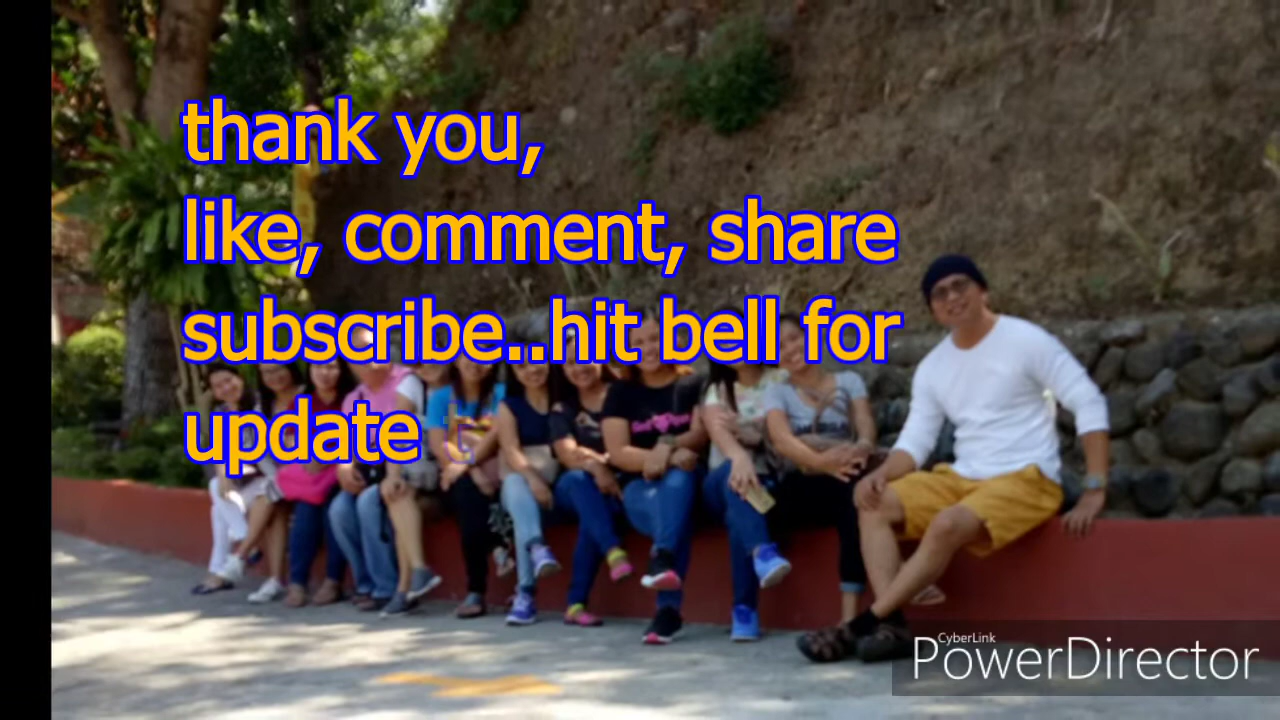 thank you,
like, comment, share
subscribe..hit bell for
update t
CyberLink
PowerDirector